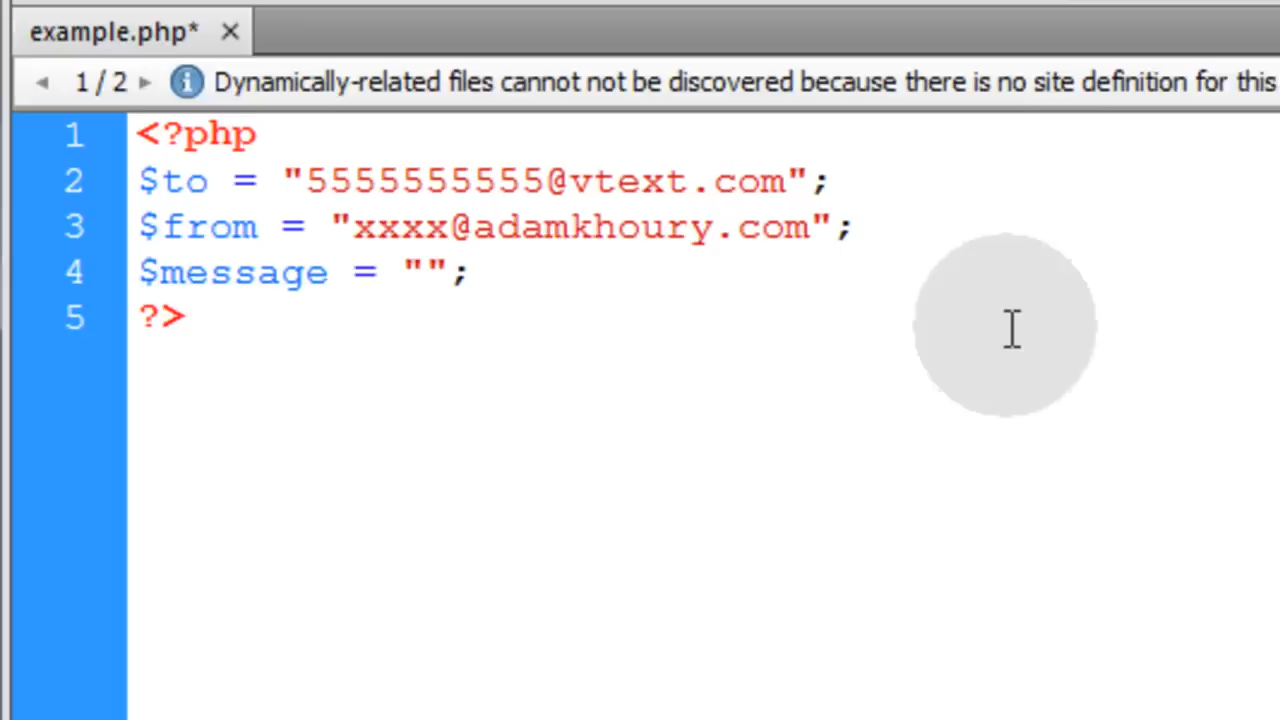 example.php*
1 / 2 Dynamically-related files cannot not be discovered because there is no site definition for this
1 <?php
2 $to = "5555555555@vtext.com";
3 $from = "xxxx@adamkhoury.com";
4 $message = "";
5 ?>